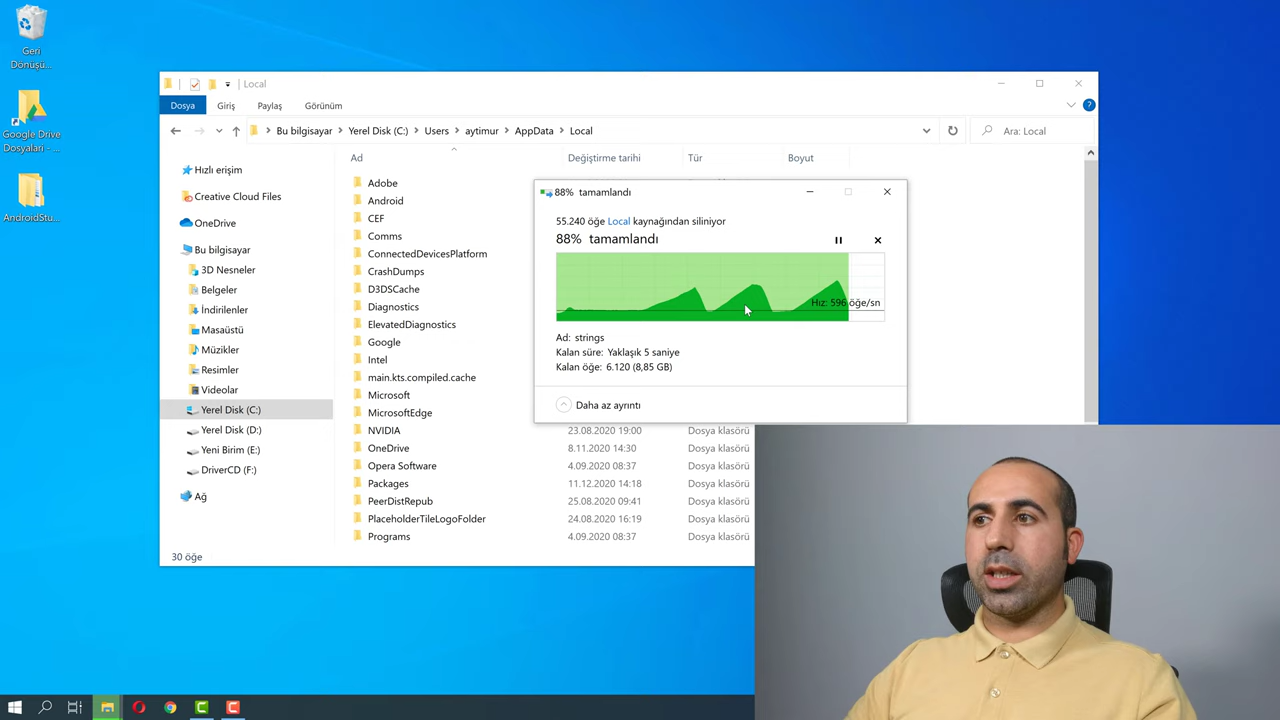 Geri
Dönüşü...
Google Drive
Dosyalari - ...
AndroidStu...
Local
Dosya
Giriş
Paylaş
Görünüm
Bu bilgisayar
Yerel Disk (C:)
Users
aytimur
AppData
Local
Ara: Local
Ad
Değiştirme tarihi
Tür
Boyut
Hızlı erişim
Creative Cloud Files
OneDrive
Bu bilgisayar
3D Nesneler
Belgeler
İndirilenler
Masaüstü
Müzikler
Resimler
Videolar
Yerel Disk (C:)
Yerel Disk (D:)
Yeni Birim (E:)
DriverCD (F:)
Ağ
Adobe
Android
CEF
Comms
ConnectedDevicesPlatform
CrashDumps
D3DSCache
Diagnostics
ElevatedDiagnostics
Google
Intel
main.kts.compiled.cache
Microsoft
MicrosoftEdge
NVIDIA 23.08.2020 19:00 Dosya klasörü
OneDrive 8.11.2020 14:30 Dosya klasörü
Opera Software 4.09.2020 08:37 Dosya klasörü
Packages 11.12.2020 14:18 Dosya klasörü
PeerDistRepub 25.08.2020 09:41 Dosya klasörü
PlaceholderTileLogoFolder 24.08.2020 16:19 Dosya klasörü
Programs 4.09.2020 08:37 Dosya klasörü
30 öğe
88% tamamlandı
55.240 öğe Local kaynağından siliniyor
88% tamamlandı
Hız: 596 öğe/sn
Ad: strings
Kalan süre: Yaklaşık 5 saniye
Kalan öğe: 6.120 (8,85 GB)
Daha az ayrıntı